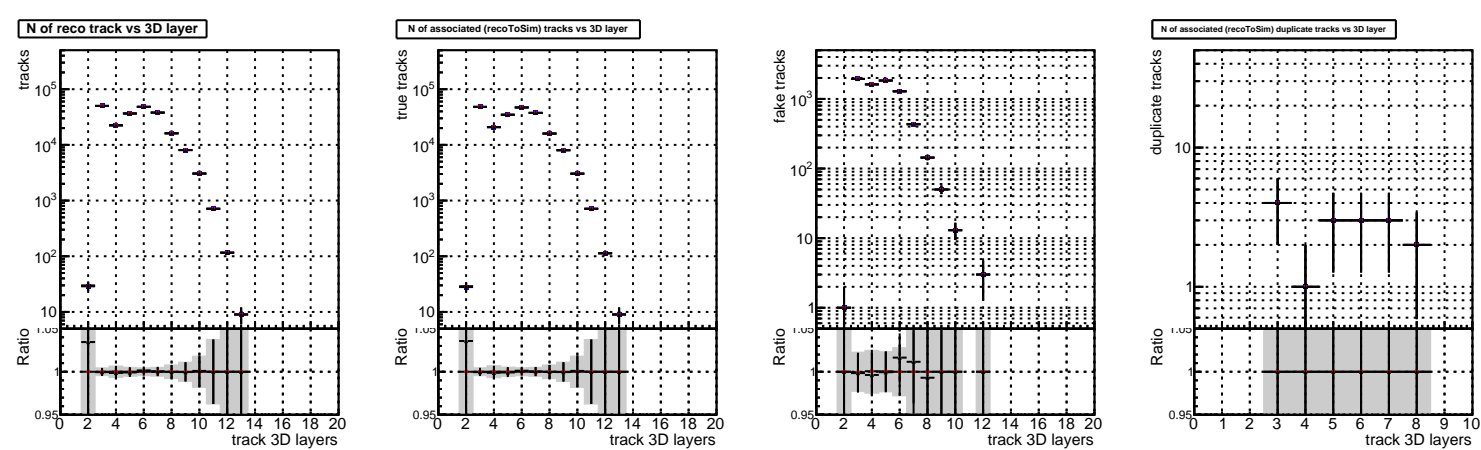 N of reco track vs 3D layer
tracks
10^5
10^4
10^3
10^2
10
Ratio
1.05
1
0.95
0 2 4 6 8 10 12 14 16 18 20
track 3D layers
N of associated (recoToSim) tracks vs 3D layer
true tracks
10^5
10^4
10^3
10^2
10
Ratio
1.05
1
0.95
0 2 4 6 8 10 12 14 16 18 20
track 3D layers
fake tracks
10^3
10^2
10
1
Ratio
1.05
1
0.95
0 2 4 6 8 10 12 14 16 18 20
track 3D layers
N of associated (recoToSim) duplicate tracks vs 3D layer
duplicate tracks
10
1
Ratio
1.05
1
0.95
0 1 2 3 4 5 6 7 8 9 10
track 3D layers